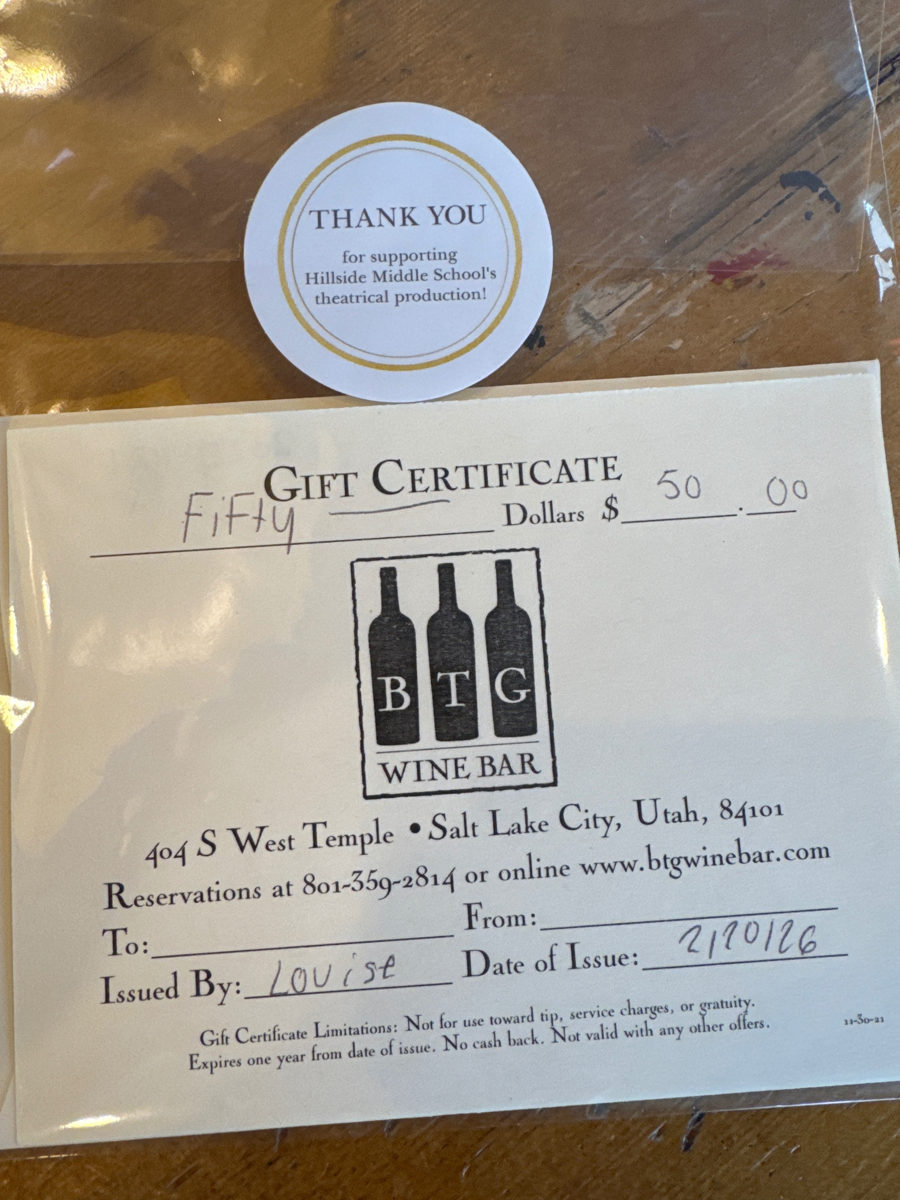 THANK YOU
for supporting
Hillside Middle School's
theatrical production!
GIFT CERTIFICATE
Fifty Dollars $ 50 . 00
B T G
WINE BAR
404 S West Temple • Salt Lake City, Utah, 84101
Reservations at 801-359-2814 or online www.btgwinebar.com
To: From:
Issued By: Louise Date of Issue: 2/20/26
Gift Certificate Limitations: Not for use toward tip, service charges, or gratuity.
Expires one year from date of issue. No cash back. Not valid with any other offers.
11-30-21